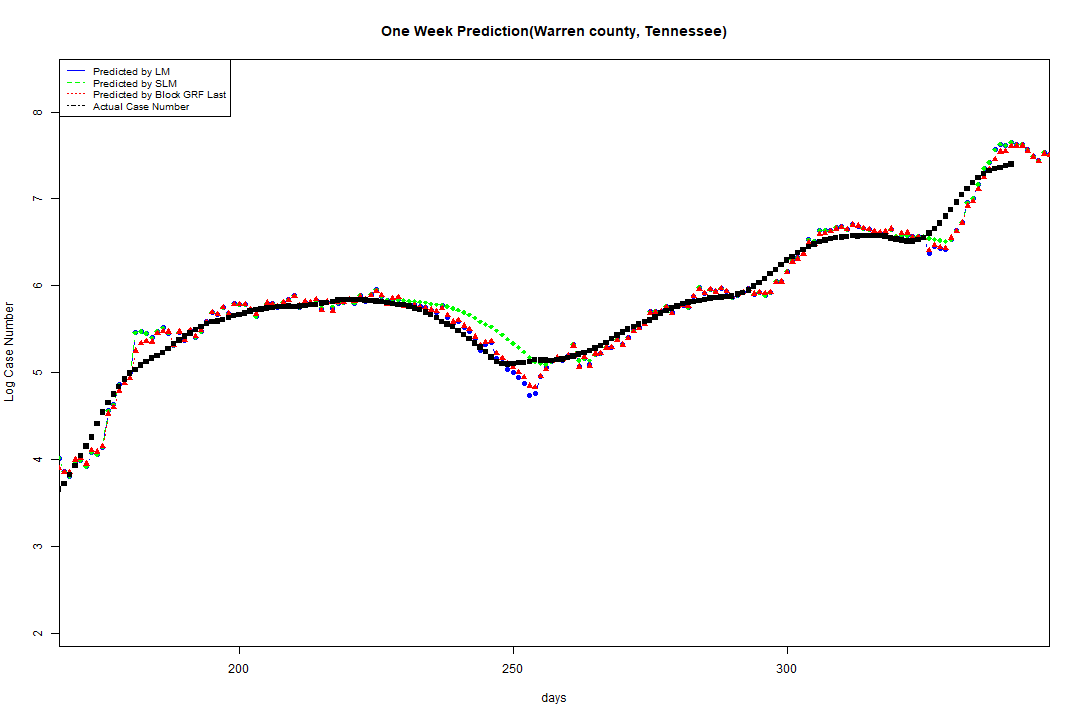 One Week Prediction(Warren county, Tennessee)
Predicted by LM
Predicted by SLM
Predicted by Block GRF Last
Actual Case Number
8
7
6
5
4
3
2
Log Case Number
200 250 300
days